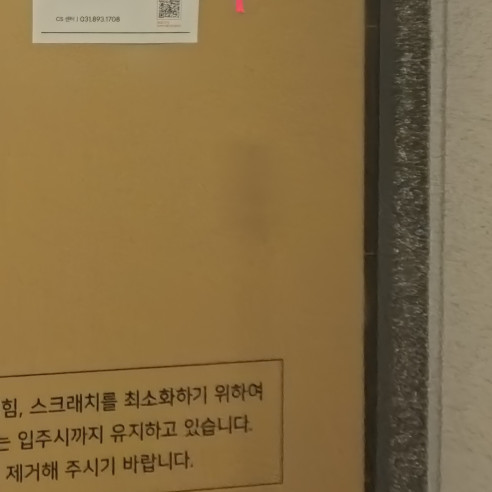 CS 센터 | 031.893.1708
힘, 스크래치를 최소화하기 위하여
는 입주시까지 유지하고 있습니다.
제거해 주시기 바랍니다.